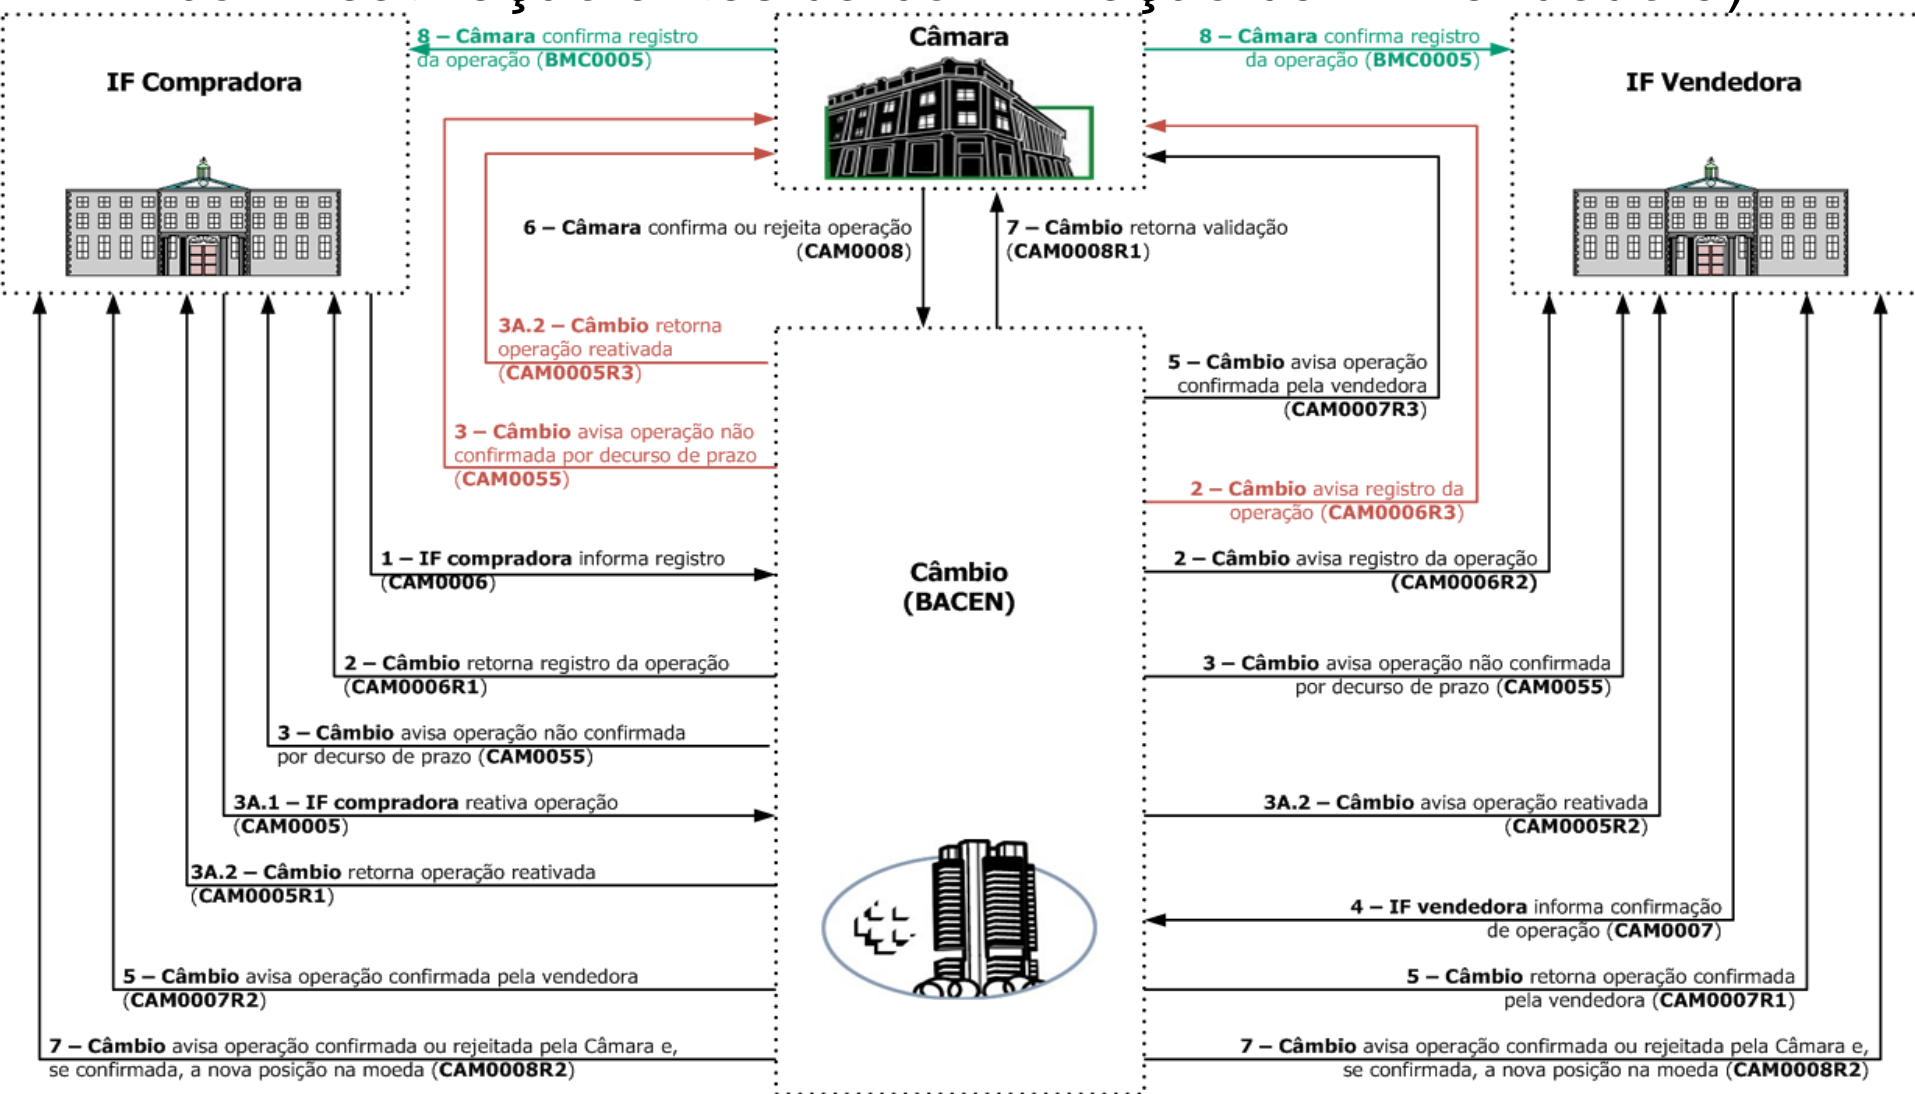 8 – Câmara confirma registro
da operação (BMC0005)
Câmara
8 – Câmara confirma registro
da operação (BMC0005)
IF Compradora
IF Vendedora
6 – Câmara confirma ou rejeita operação
(CAM0008)
7 – Câmbio retorna validação
(CAM0008R1)
3A.2 – Câmbio retorna
operação reativada
(CAM0005R3)
5 – Câmbio avisa operação
confirmada pela vendedora
(CAM0007R3)
3 – Câmbio avisa operação não
confirmada por decurso de prazo
(CAM0055)
2 – Câmbio avisa registro da
operação (CAM0006R3)
1 – IF compradora informa registro
(CAM0006)
Câmbio
(BACEN)
2 – Câmbio avisa registro da operação
(CAM0006R2)
2 – Câmbio retorna registro da operação
(CAM0006R1)
3 – Câmbio avisa operação não confirmada
por decurso de prazo (CAM0055)
3 – Câmbio avisa operação não confirmada
por decurso de prazo (CAM0055)
3A.1 – IF compradora reativa operação
(CAM0005)
3A.2 – Câmbio avisa operação reativada
(CAM0005R2)
3A.2 – Câmbio retorna operação reativada
(CAM0005R1)
4 – IF vendedora informa confirmação
de operação (CAM0007)
5 – Câmbio avisa operação confirmada pela vendedora
(CAM0007R2)
5 – Câmbio retorna operação confirmada
pela vendedora (CAM0007R1)
7 – Câmbio avisa operação confirmada ou rejeitada pela Câmara e,
se confirmada, a nova posição na moeda (CAM0008R2)
7 – Câmbio avisa operação confirmada ou rejeitada pela Câmara e,
se confirmada, a nova posição na moeda (CAM0008R2)